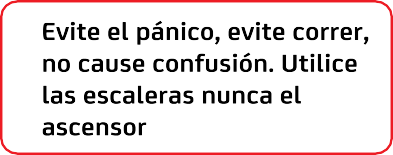 Evite el pánico, evite correr,
no cause confusión. Utilice
las escaleras nunca el
ascensor